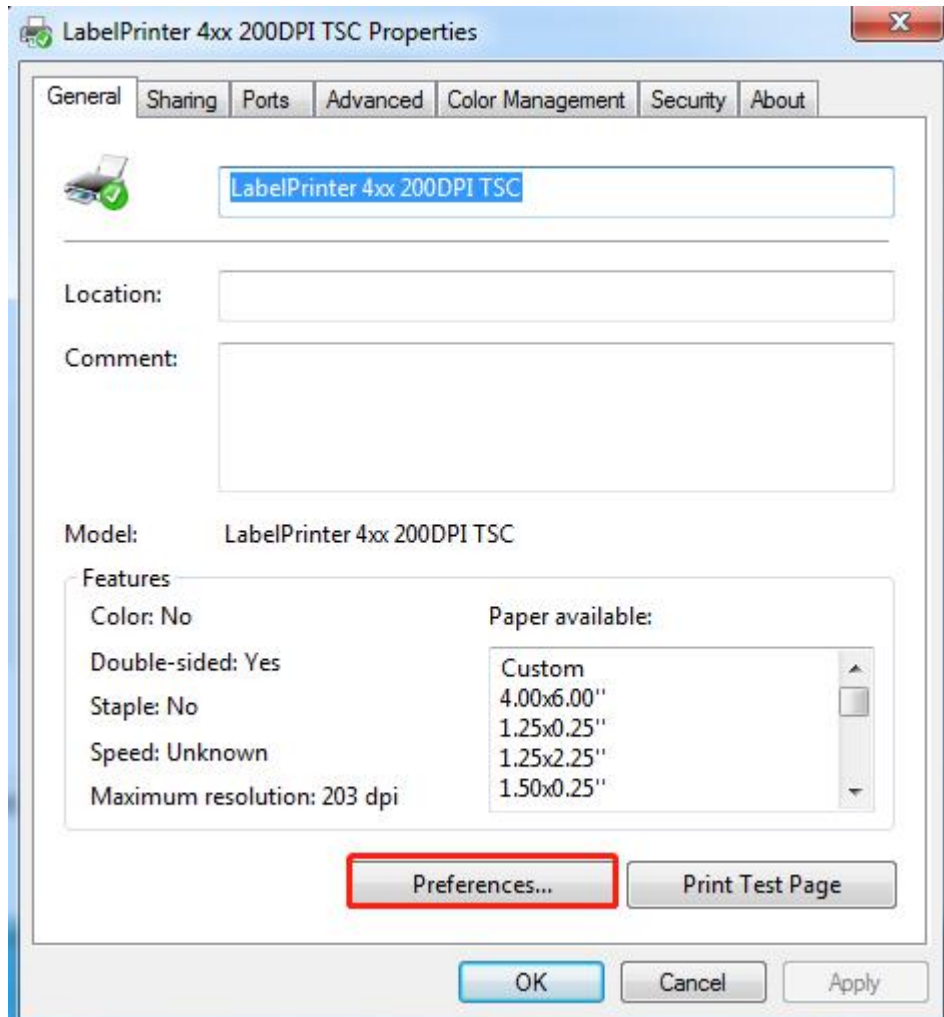 LabelPrinter 4xx 200DPI TSC Properties
General Sharing Ports Advanced Color Management Security About
LabelPrinter 4xx 200DPI TSC
Location:
Comment:
Model: LabelPrinter 4xx 200DPI TSC
Features
Color: No
Double-sided: Yes
Staple: No
Speed: Unknown
Maximum resolution: 203 dpi
Paper available:
Custom
4.00x6.00''
1.25x0.25''
1.25x2.25''
1.50x0.25''
Preferences... Print Test Page
OK Cancel Apply